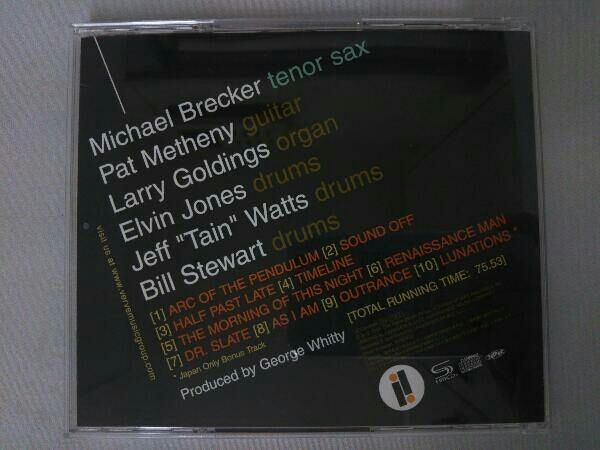 Michael Brecker tenor sax
Pat Metheny guitar
Larry Goldings organ
Elvin Jones drums
Jeff "Tain" Watts drums
Bill Stewart drums
[1] ARC OF THE PENDULUM [2] SOUND OFF
[3] HALF PAST LATE [4] TIMELINE
[5] THE MORNING OF THIS NIGHT [6] RENAISSANCE MAN
[7] DR. SLATE [8] AS I AM [9] OUTRANCE [10] LUNATIONS *
* Japan Only Bonus Track
[TOTAL RUNNING TIME: 75.53]
Produced by George Whitty
visit us at www.vervemusicgroup.com